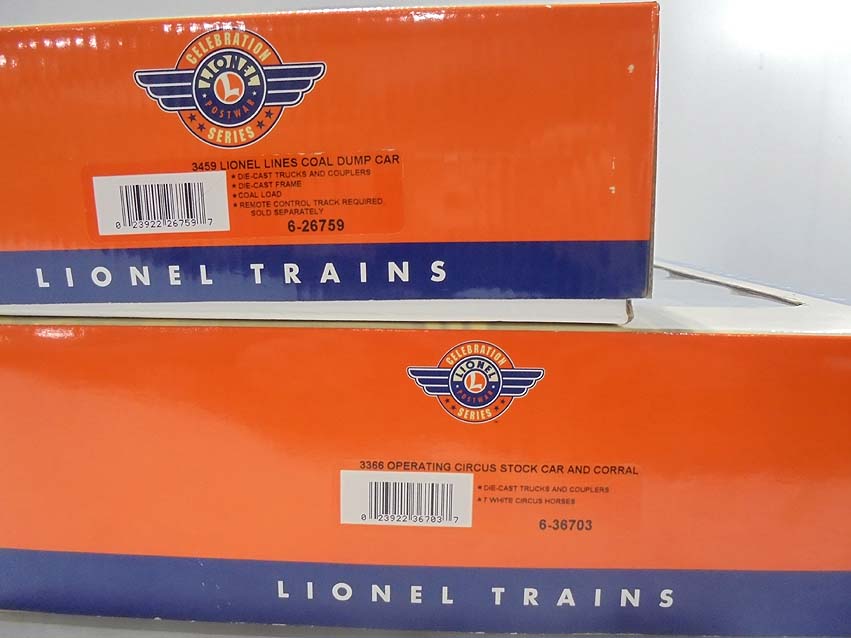 CELEBRATION
LIONEL
L
POSTWAR
SERIES
3459 LIONEL LINES COAL DUMP CAR
★ DIE-CAST TRUCKS AND COUPLERS
★ DIE-CAST FRAME
★ COAL LOAD
★ REMOTE CONTROL TRACK REQUIRED,
SOLD SEPARATELY
0 23922 26759 7
6-26759
LIONEL TRAINS
CELEBRATION
LIONEL
L
POSTWAR
SERIES
3366 OPERATING CIRCUS STOCK CAR AND CORRAL
★ DIE-CAST TRUCKS AND COUPLERS
★ 7 WHITE CIRCUS HORSES
0 23922 36703 7
6-36703
LIONEL TRAINS